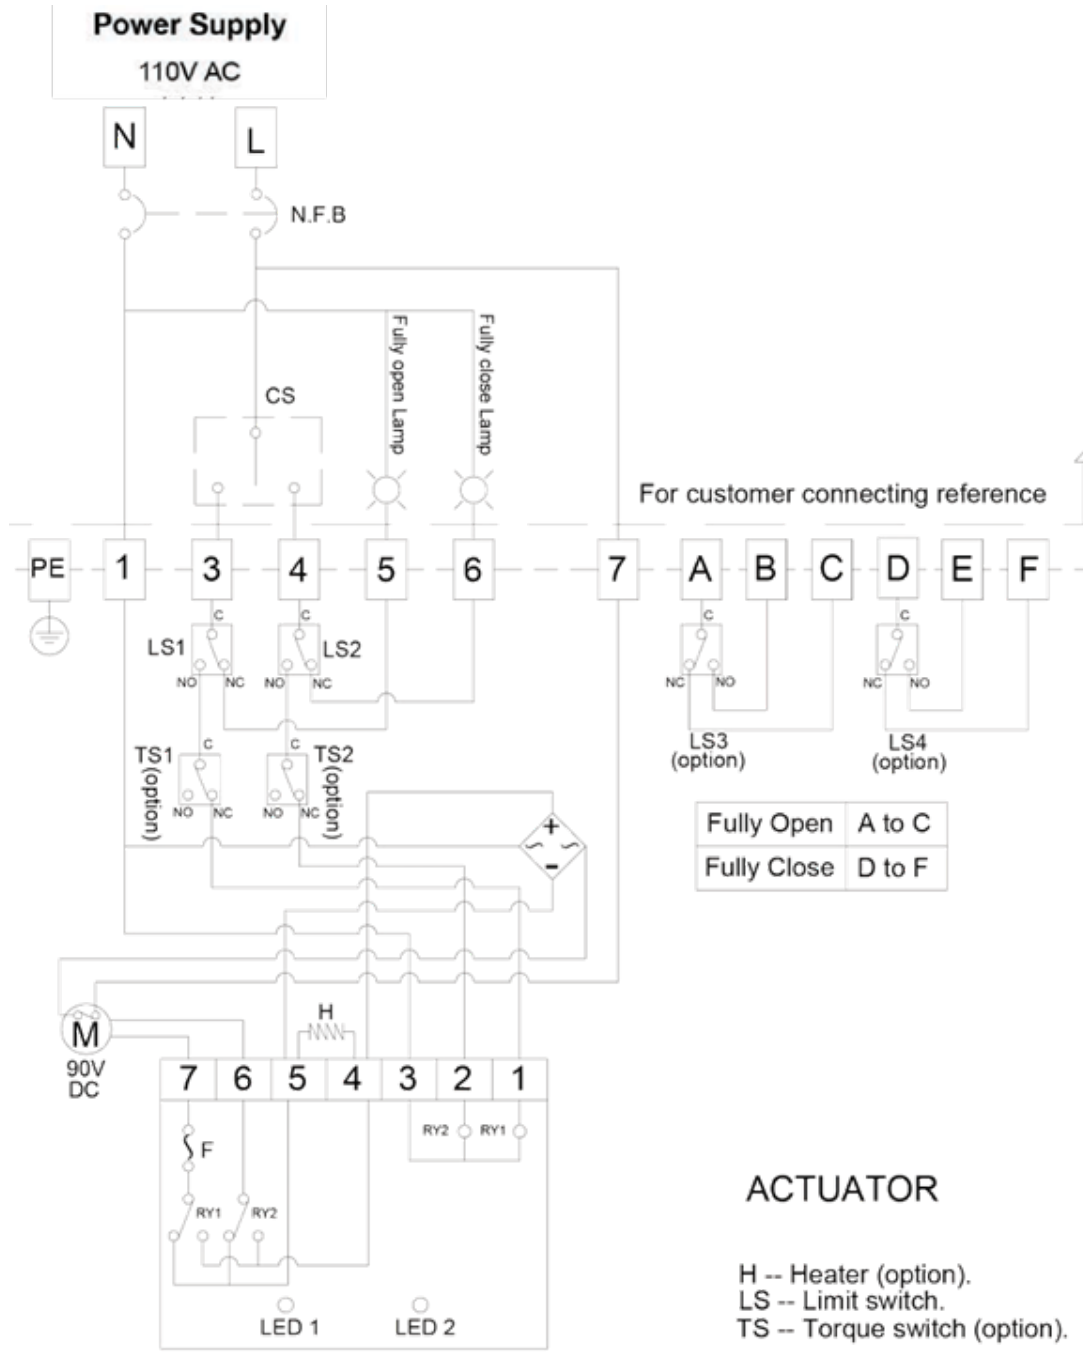 Power Supply
110V AC
N
L
N.F.B
Fully open Lamp
Fully close Lamp
CS
For customer connecting reference
PE
1
3
4
5
6
7
A
B
C
D
E
F
C
C
C
C
LS1
LS2
NO
NC
NO
NC
NC
NO
NC
NO
LS3
(option)
LS4
(option)
TS1
(option)
C
C
TS2
(option)
NO
NC
NO
NC
+
-
Fully Open A to C
Fully Close D to F
H
M
90V
DC
7
6
5
4
3
2
1
RY2
RY1
F
RY1
RY2
LED 1
LED 2
ACTUATOR
H -- Heater (option).
LS -- Limit switch.
TS -- Torque switch (option).